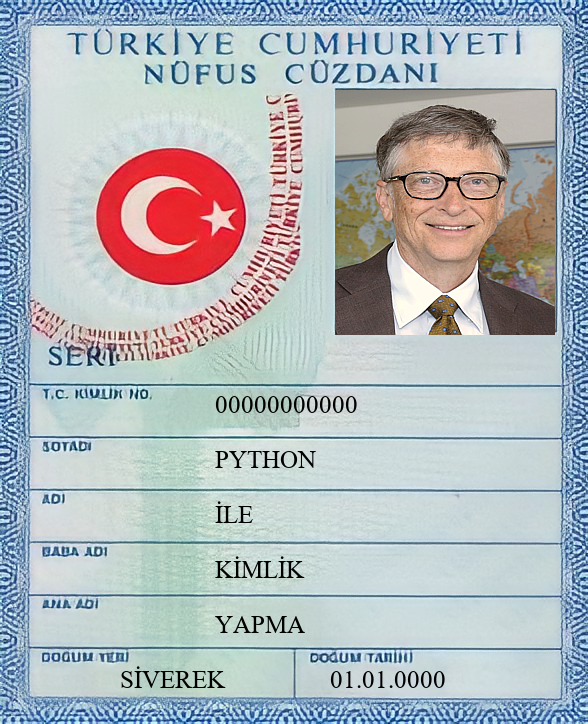 TÜRKİYE CUMHURİYETİ
NÜFUS CÜZDANI
SERİ
T.C. KİMLİK NO.
00000000000
SOYADI
PYTHON
ADI
İLE
BABA ADI
KİMLİK
ANA ADI
YAPMA
DOĞUM YERİ
DOĞUM TARİHİ
SİVEREK
01.01.0000